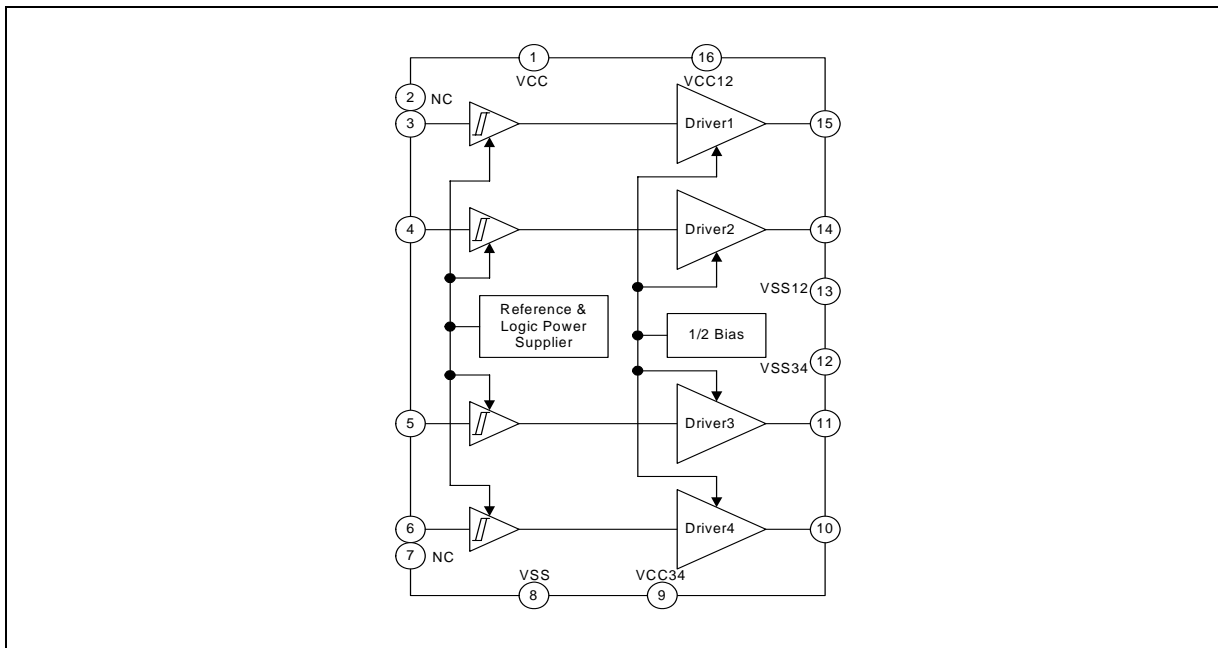 1
16
VCC
VCC12
2
NC
3
Driver1
15
4
Driver2
14
VSS12
13
Reference &
Logic Power
Supplier
1/2 Bias
12
VSS34
5
Driver3
11
6
Driver4
10
7
NC
VSS
VCC34
8
9